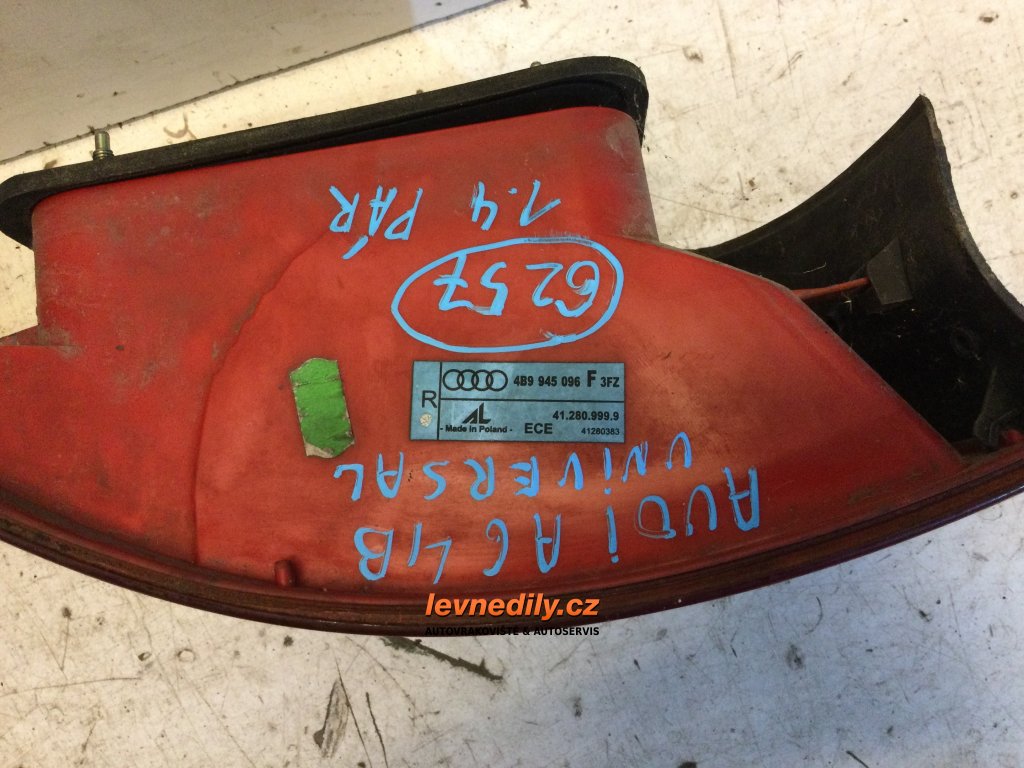 AUDi A6 4B
UNiVERSAL
6257
1.4 PÁR
R
4B9 945 096 F 3FZ
AL 41.280.999.9
- Made in Poland - ECE 41280383
levnedily.cz
AUTOVRAKOVIŠTĚ & AUTOSERVIS